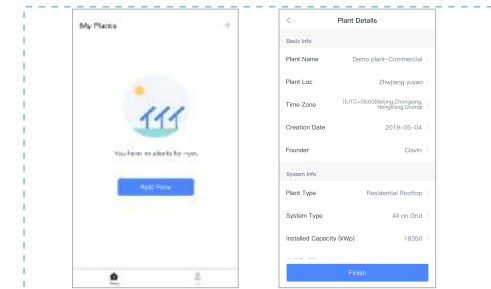 My Plants
You have no plants for now.
Add Now
Plant Details
Basic Info
Plant Name Demo plant-Commercial
Plant Loc Zhwjiang yuyao
Time Zone (UTC+08:00)Beijing,Chongqing,
HongKong,Urumqi
Creation Date 2019-05-04
Founder Clavin
System Info
Plant Type Residential Rooftop
System Type All on Grid
Installed Capacity (kWp) 18350
Finish